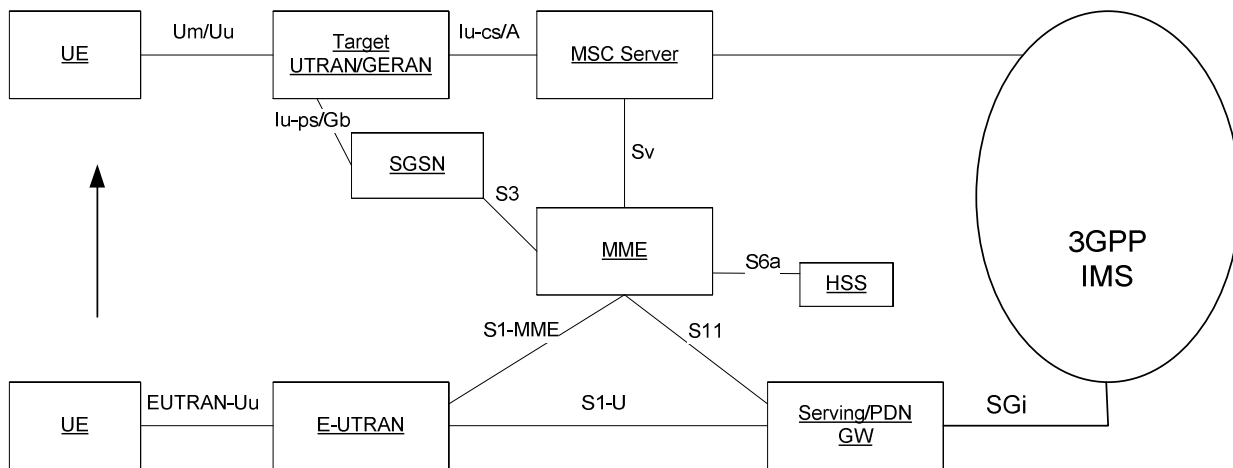 Um/Uu
Iu-cs/A
UE
Target
UTRAN/GERAN
MSC Server
Iu-ps/Gb
SGSN
Sv
S3
MME
S6a
HSS
3GPP
IMS
S1-MME
S11
EUTRAN-Uu
S1-U
SGi
UE
E-UTRAN
Serving/PDN
GW